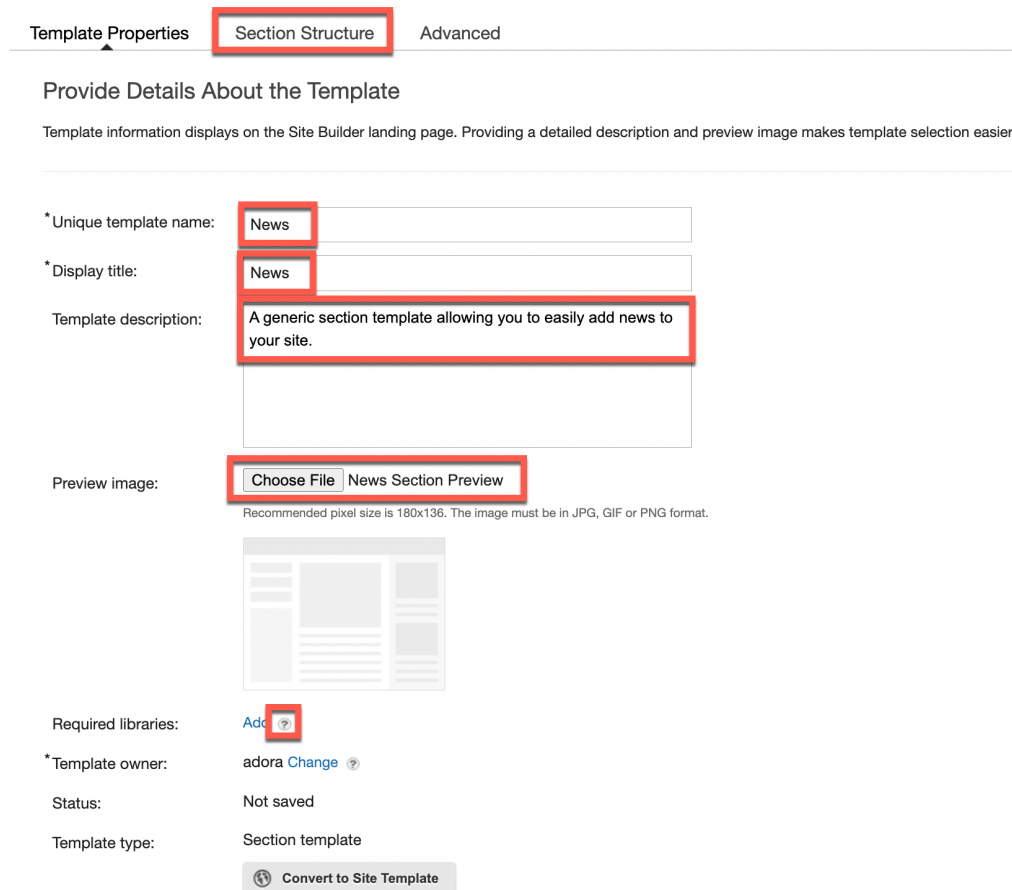 Template Properties Section Structure Advanced
Provide Details About the Template
Template information displays on the Site Builder landing page. Providing a detailed description and preview image makes template selection easier
* Unique template name: News
* Display title: News
Template description: A generic section template allowing you to easily add news to
your site.
Preview image: Choose File News Section Preview
Recommended pixel size is 180x136. The image must be in JPG, GIF or PNG format.
Required libraries: Add ?
* Template owner: adora Change ?
Status: Not saved
Template type: Section template
Convert to Site Template